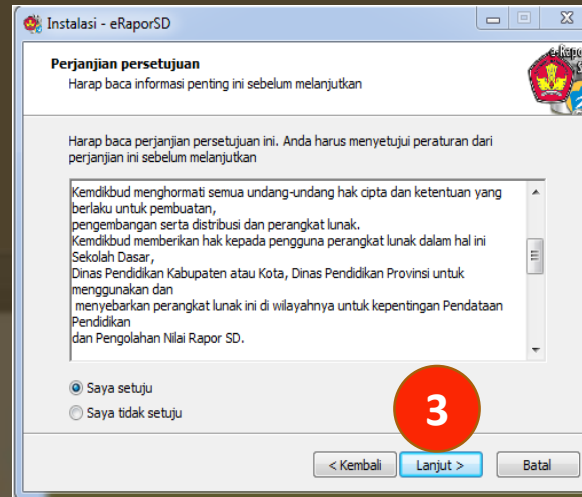 Instalasi - eRaporSD
Perjanjian persetujuan
Harap baca informasi penting ini sebelum melanjutkan
Harap baca perjanjian persetujuan ini. Anda harus menyetujui peraturan dari
perjanjian ini sebelum melanjutkan
Kemdikbud menghormati semua undang-undang hak cipta dan ketentuan yang
berlaku untuk pembuatan,
pengembangan serta distribusi dan perangkat lunak.
Kemdikbud memberikan hak kepada pengguna perangkat lunak dalam hal ini
Sekolah Dasar,
Dinas Pendidikan Kabupaten atau Kota, Dinas Pendidikan Provinsi untuk
menggunakan dan
menyebarkan perangkat lunak ini di wilayahnya untuk kepentingan Pendataan
Pendidikan
dan Pengolahan Nilai Rapor SD.
Saya setuju
Saya tidak setuju
3
< Kembali
Lanjut >
Batal